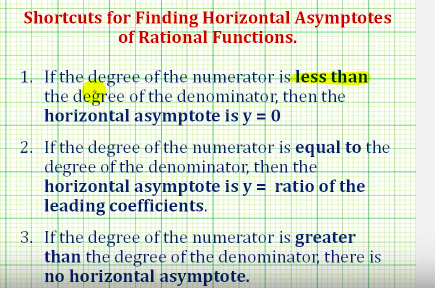 Shortcuts for Finding Horizontal Asymptotes
of Rational Functions.
1. If the degree of the numerator is less than
the degree of the denominator, then the
horizontal asymptote is y = 0
2. If the degree of the numerator is equal to the
degree of the denominator, then the
horizontal asymptote is y = ratio of the
leading coefficients.
3. If the degree of the numerator is greater
than the degree of the denominator, there is
no horizontal asymptote.